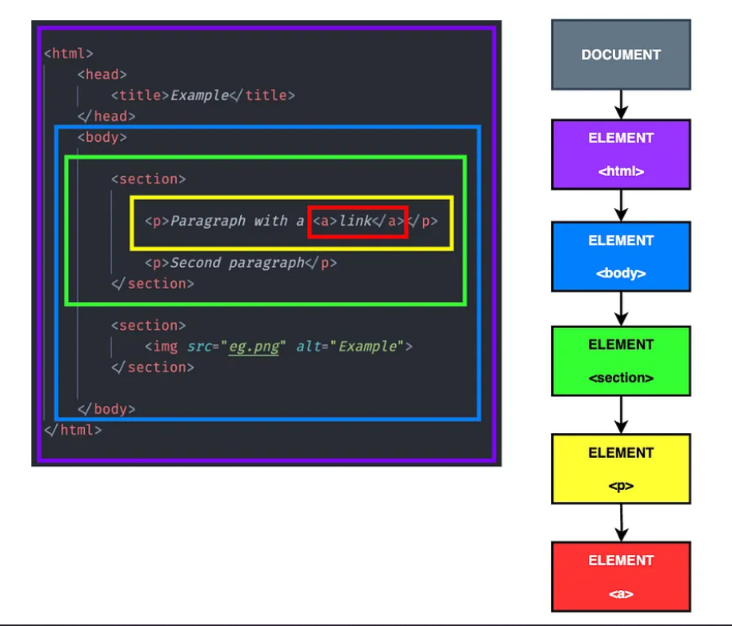 <html>
<head>
<title>Example</title>
</head>
<body>
<section>
<p>Paragraph with a <a>link</a></p>
<p>Second paragraph</p>
</section>
<section>
<img src="eg.png" alt="Example">
</section>
</body>
</html>
DOCUMENT
ELEMENT
<html>
ELEMENT
<body>
ELEMENT
<section>
ELEMENT
<p>
ELEMENT
<a>